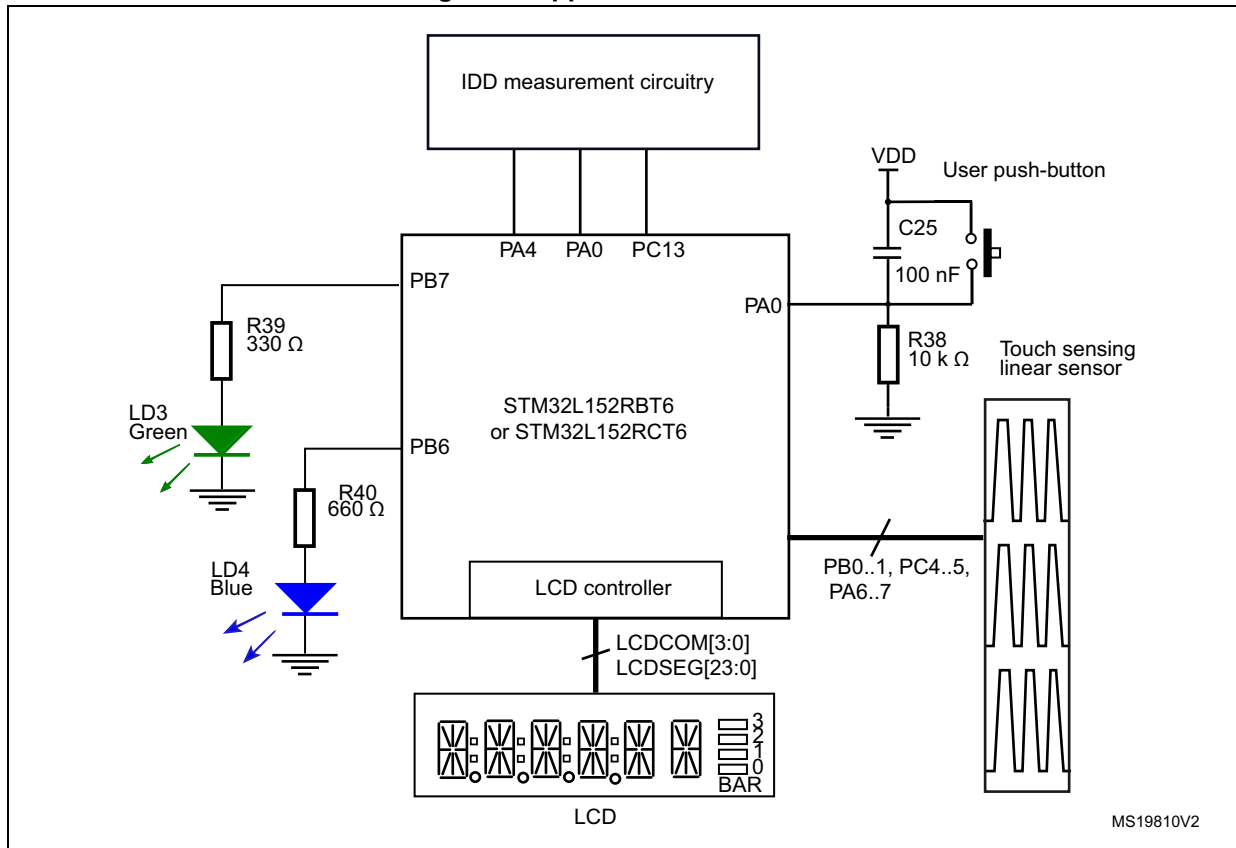 IDD measurement circuitry
VDD
User push-button
C25
100 nF
PA4 PA0 PC13
PB7
PA0
R39
330 Ω
R38
10 k Ω
Touch sensing
linear sensor
LD3
Green
STM32L152RBT6
or STM32L152RCT6
PB6
R40
660 Ω
PB0..1, PC4..5,
PA6..7
LD4
Blue
LCD controller
LCDCOM[3:0]
LCDSEG[23:0]
3
2
1
0
BAR
LCD
MS19810V2